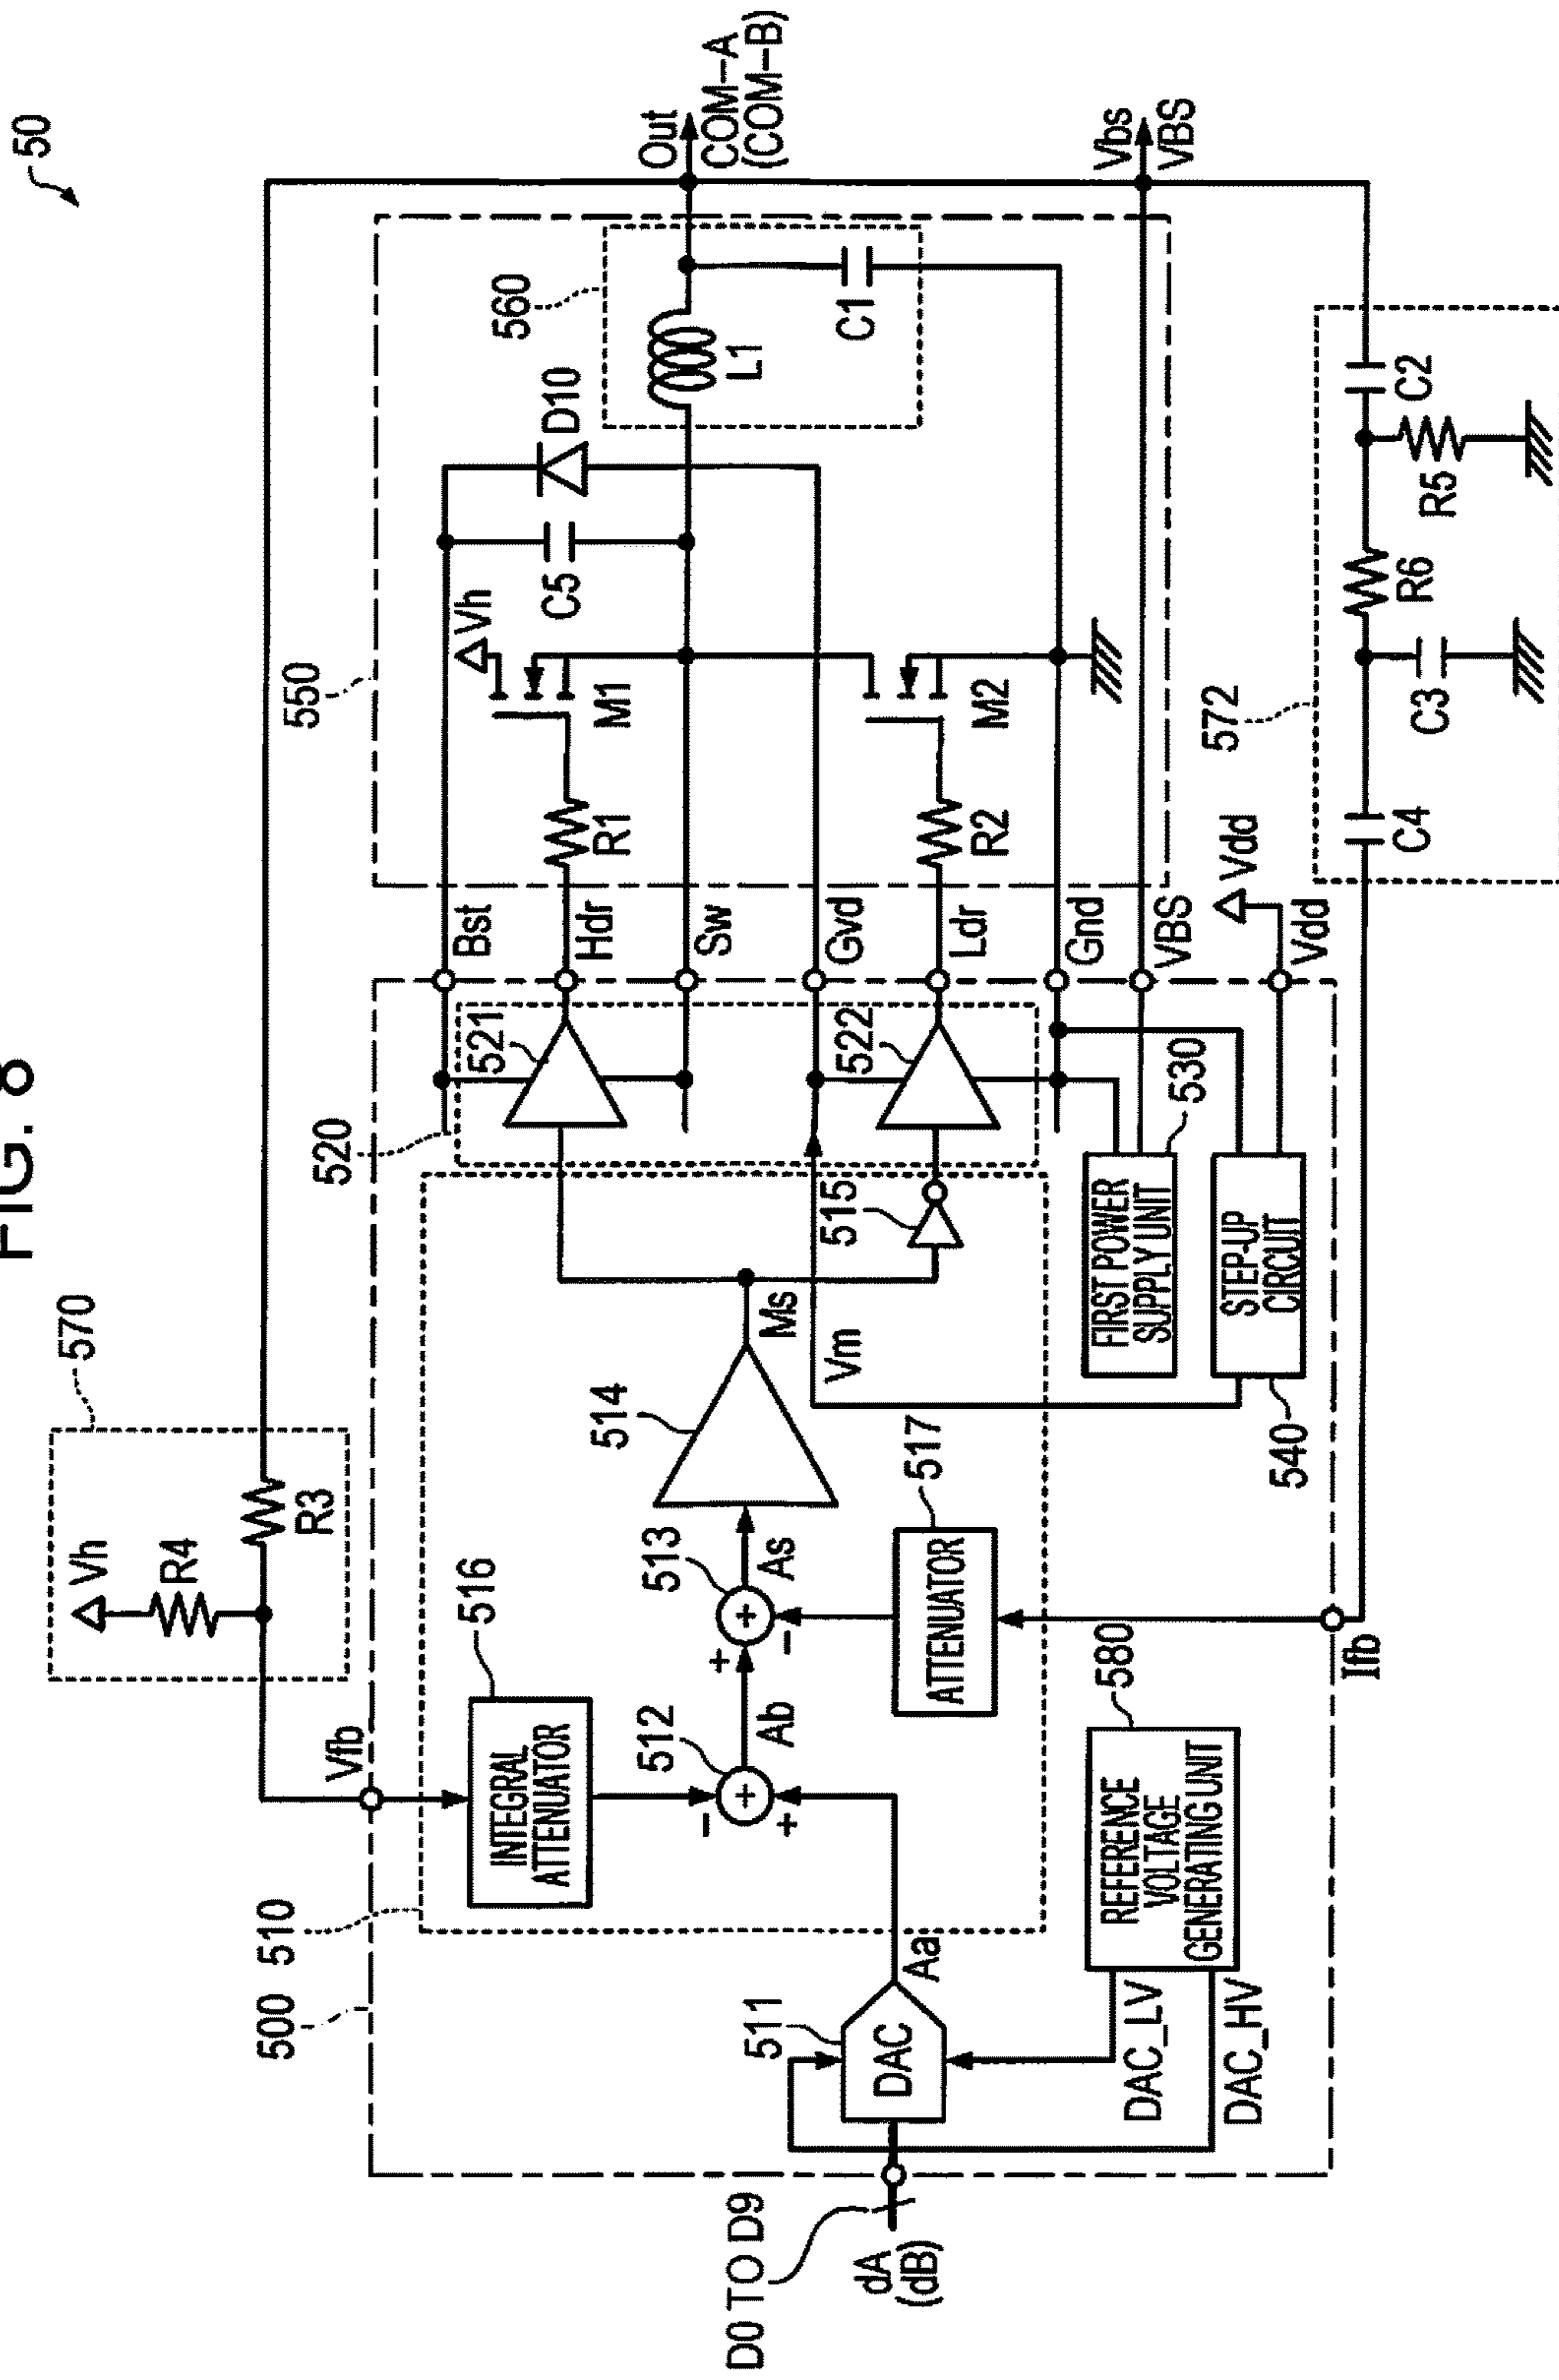 FIG. 8
50
570
Vh
R4
R3
Vfb
500
510
516
INTEGRAL
ATTENUATOR
512
Ab
513
As
514
Ms
517
ATTENUATOR
511
DAC
Aa
D0 TO D9
dA
(dB)
DAC_LV
DAC_HV
580
REFERENCE
VOLTAGE
GENERATING UNIT
Ifb
Vm
515
520
521
522
530
FIRST POWER
SUPPLY UNIT
540
STEP-UP
CIRCUIT
Bst
Hdr
Sw
Gvd
Ldr
Gnd
VBS
Vdd
Vdd
550
Vh
R1
M1
R2
M2
C5
D10
560
L1
C1
Out
COM-A
(COM-B)
Vbs
VBS
572
C4
C3
R6
R5
C2
+
+
-
+
+
-